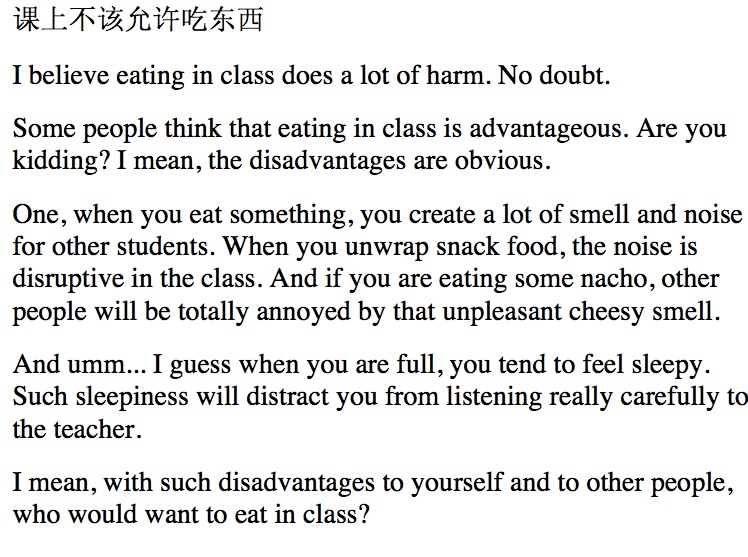 课上不该允许吃东西
I believe eating in class does a lot of harm. No doubt.
Some people think that eating in class is advantageous. Are you
kidding? I mean, the disadvantages are obvious.
One, when you eat something, you create a lot of smell and noise
for other students. When you unwrap snack food, the noise is
disruptive in the class. And if you are eating some nacho, other
people will be totally annoyed by that unpleasant cheesy smell.
And umm... I guess when you are full, you tend to feel sleepy.
Such sleepiness will distract you from listening really carefully to
the teacher.
I mean, with such disadvantages to yourself and to other people,
who would want to eat in class?